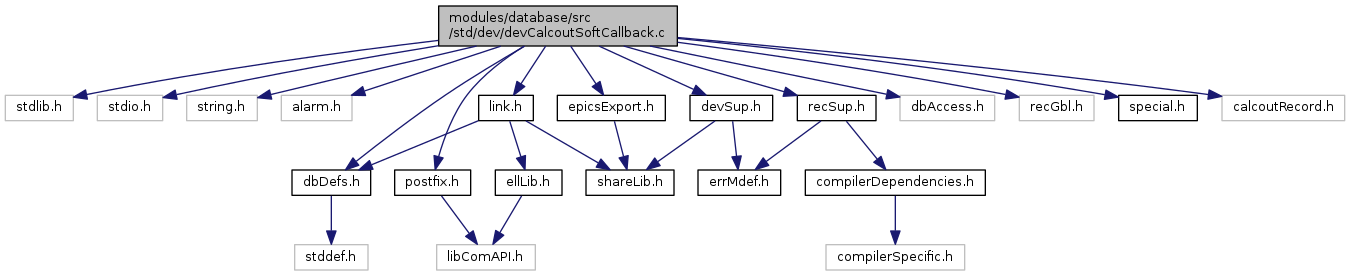 modules/database/src
/std/dev/devCalcoutSoftCallback.c
stdlib.h
stdio.h
string.h
alarm.h
link.h
epicsExport.h
devSup.h
recSup.h
dbAccess.h
recGbl.h
special.h
calcoutRecord.h
dbDefs.h
postfix.h
ellLib.h
shareLib.h
errMdef.h
compilerDependencies.h
stddef.h
libComAPI.h
compilerSpecific.h